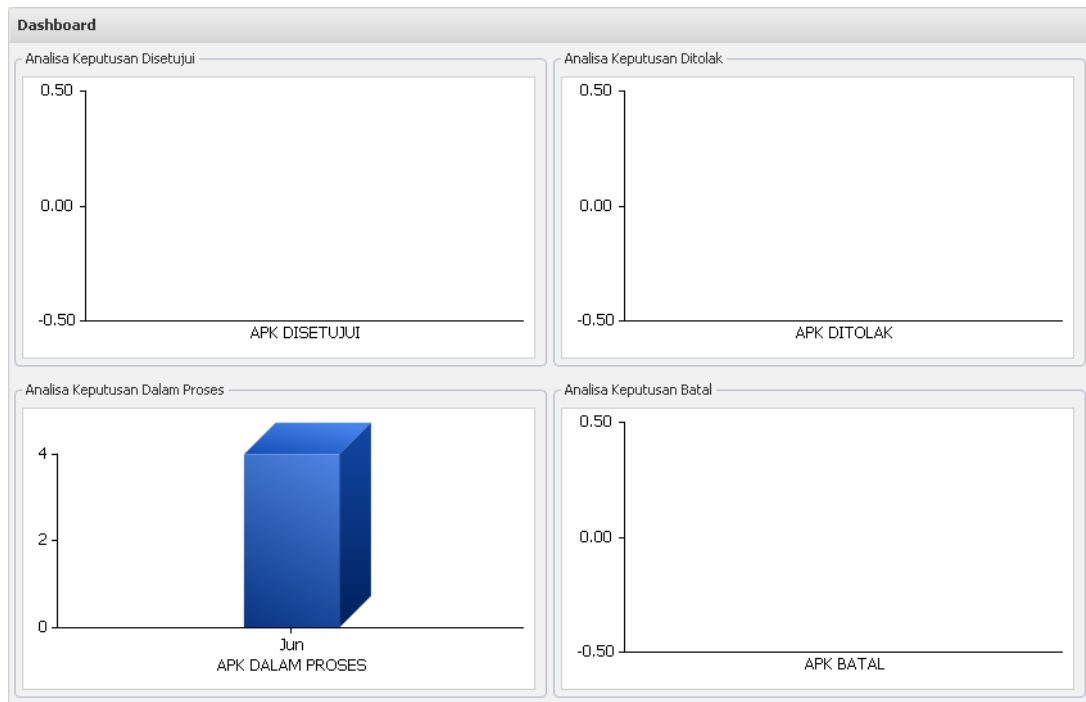 Dashboard
Analisa Keputusan Disetujui
0.50
0.00
-0.50
APK DISETUJUI
Analisa Keputusan Ditolak
0.50
0.00
-0.50
APK DITOLAK
Analisa Keputusan Dalam Proses
4
2
0
Jun
APK DALAM PROSES
Analisa Keputusan Batal
0.50
0.00
-0.50
APK BATAL